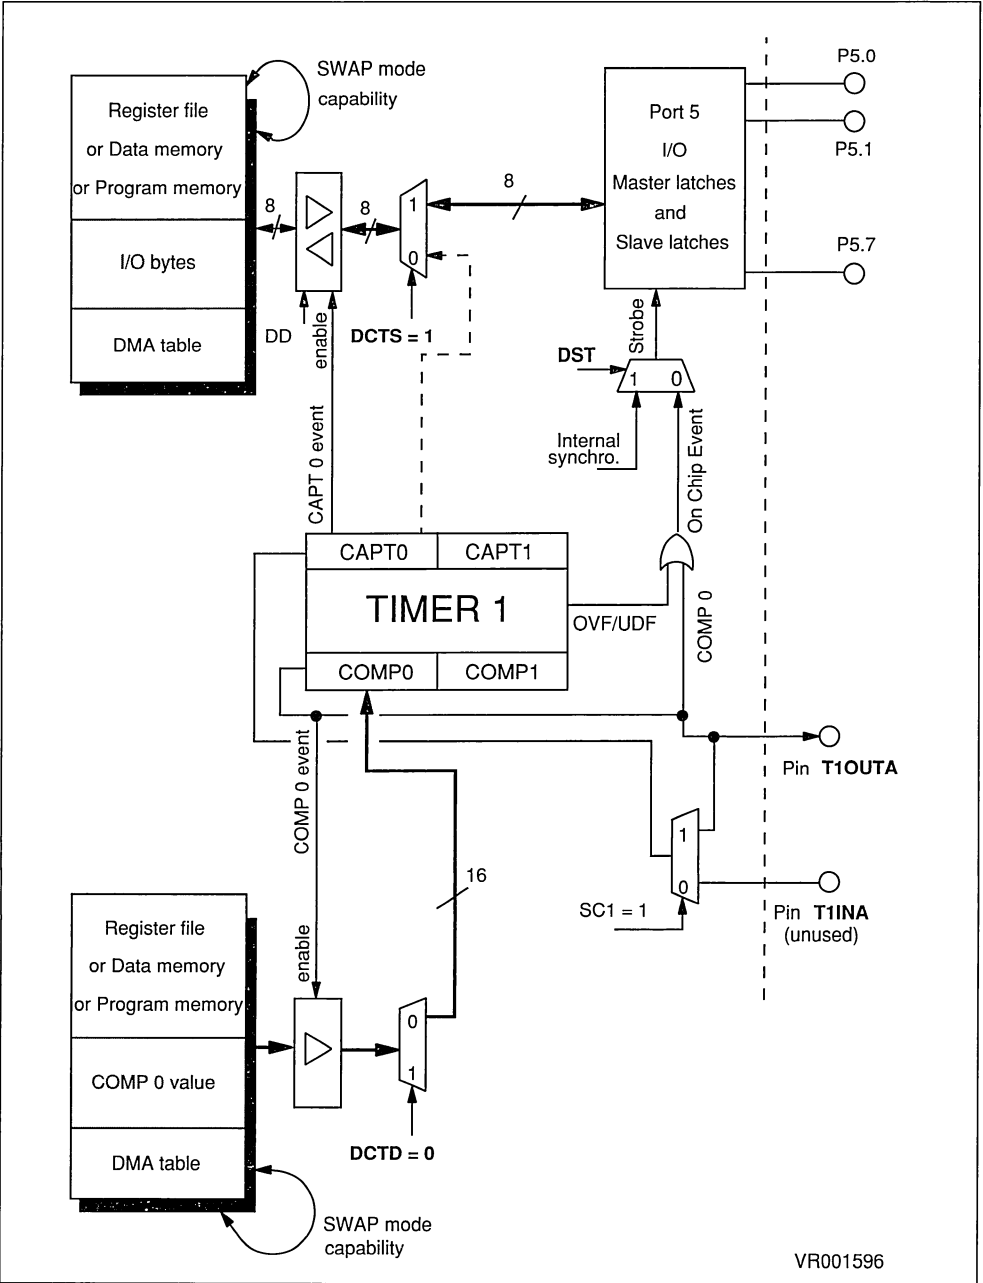 SWAP mode
capability
Register file
or Data memory
or Program memory
I/O bytes
DMA table
8
8
8
1
0
DD
enable
DCTS = 1
CAPT 0 event
Port 5
I/O
Master latches
and
Slave latches
P5.0
P5.1
P5.7
Strobe
DST
1 0
Internal
synchro.
On Chip Event
CAPT0 CAPT1
TIMER 1
COMP0 COMP1
OVF/UDF
COMP 0
COMP 0 event
enable
Pin T1OUTA
1
0
SC1 = 1
Pin T1INA
(unused)
16
Register file
or Data memory
or Program memory
COMP 0 value
DMA table
0
1
DCTD = 0
SWAP mode
capability
VR001596